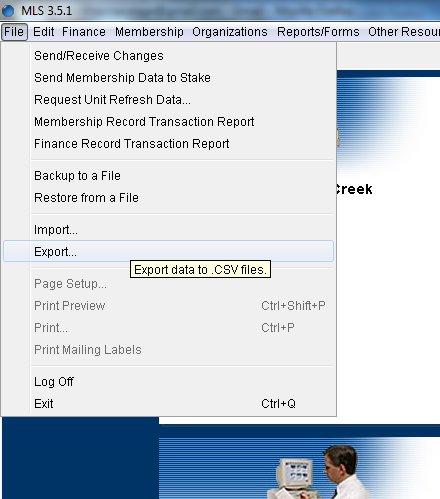 MLS 3.5.1
File Edit Finance Membership Organizations Reports/Forms Other Resour
Send/Receive Changes
Send Membership Data to Stake
Request Unit Refresh Data...
Membership Record Transaction Report
Finance Record Transaction Report
Backup to a File
Restore from a File
Creek
Import...
Export...
Export data to .CSV files.
Page Setup...
Print Preview Ctrl+Shift+P
Print... Ctrl+P
Print Mailing Labels
Log Off
Exit Ctrl+Q